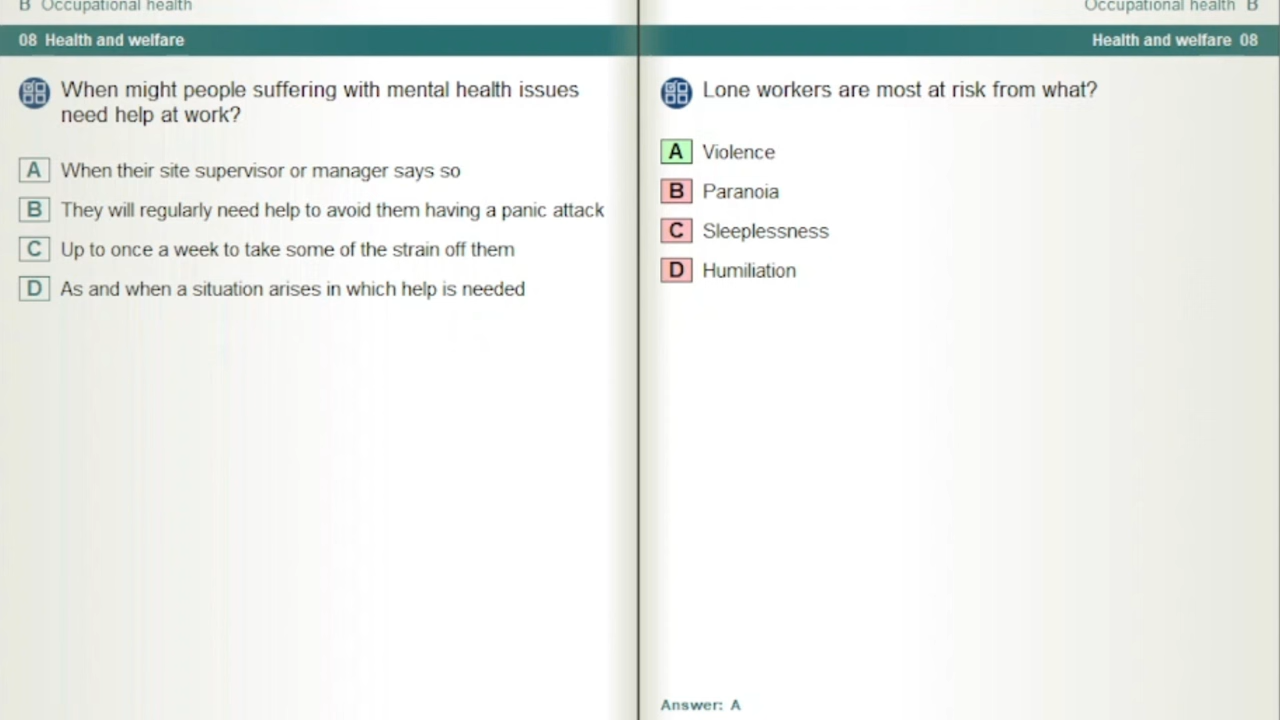 B Occupational health
08 Health and welfare
When might people suffering with mental health issues
need help at work?
A When their site supervisor or manager says so
B They will regularly need help to avoid them having a panic attack
C Up to once a week to take some of the strain off them
D As and when a situation arises in which help is needed
Occupational health B
Health and welfare 08
Lone workers are most at risk from what?
A Violence
B Paranoia
C Sleeplessness
D Humiliation
Answer: A